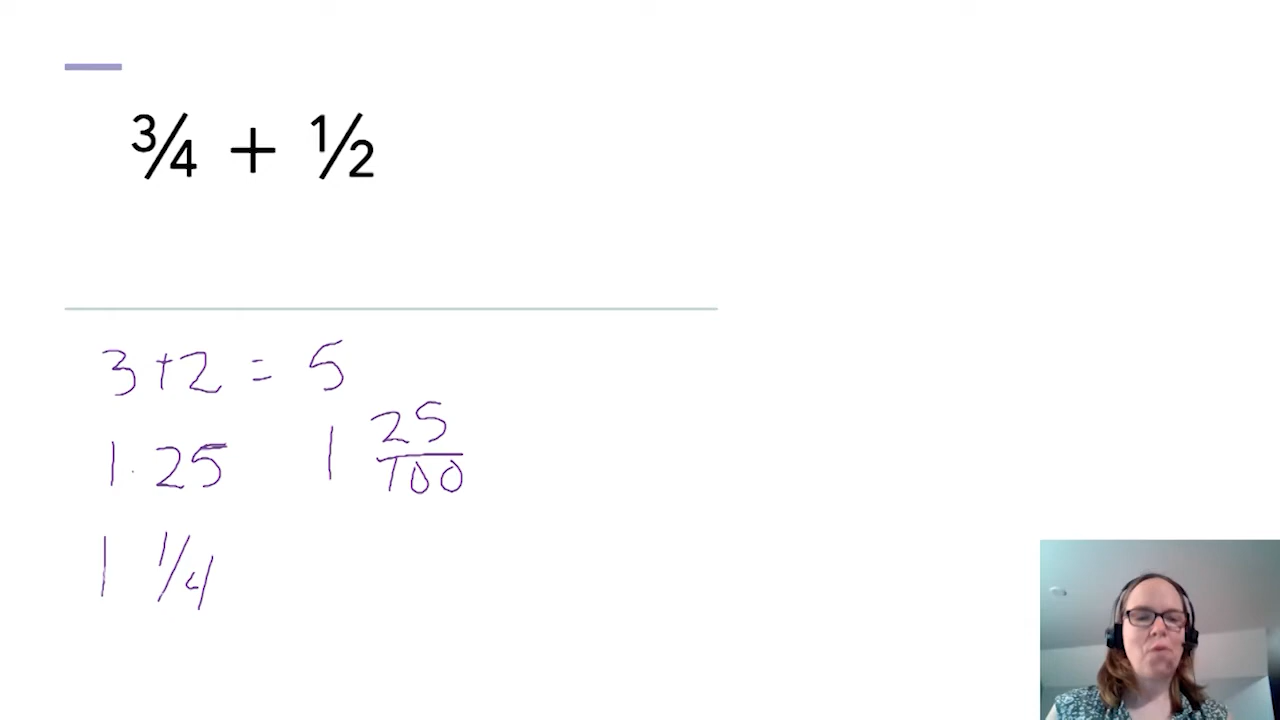 ¾ + ½
3+2 = 5
1.25 1 25/100
1 1/4